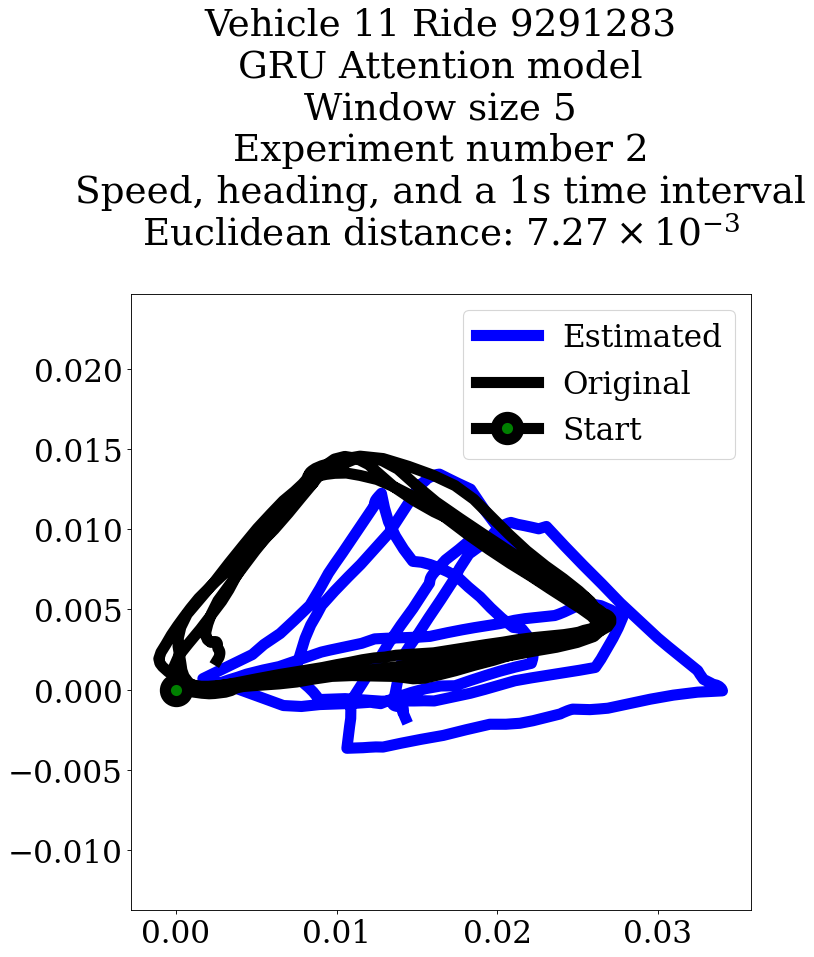 Vehicle 11 Ride 9291283
GRU Attention model
Window size 5
Experiment number 2
Speed, heading, and a 1s time interval
Euclidean distance: 7.27 × 10⁻³
Estimated
Original
Start
0.020
0.015
0.010
0.005
0.000
−0.005
−0.010
0.00 0.01 0.02 0.03